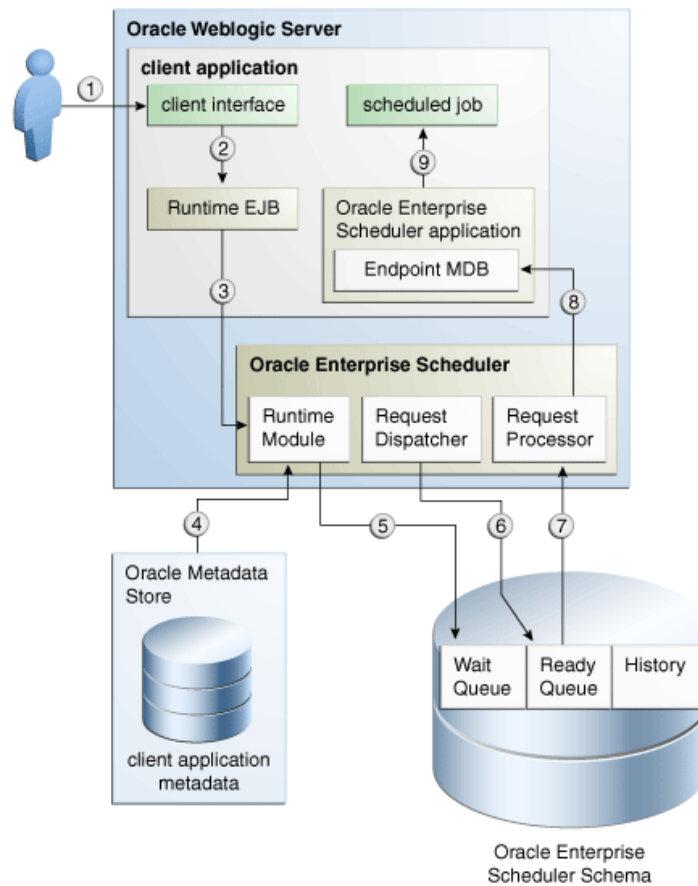 Oracle Weblogic Server
client application
1
client interface
scheduled job
2
9
Runtime EJB
Oracle Enterprise
Scheduler application
Endpoint MDB
3
8
Oracle Enterprise Scheduler
Runtime
Module
Request
Dispatcher
Request
Processor
4
5
6
7
Oracle Metadata
Store
client application
metadata
Wait
Queue
Ready
Queue
History
Oracle Enterprise
Scheduler Schema